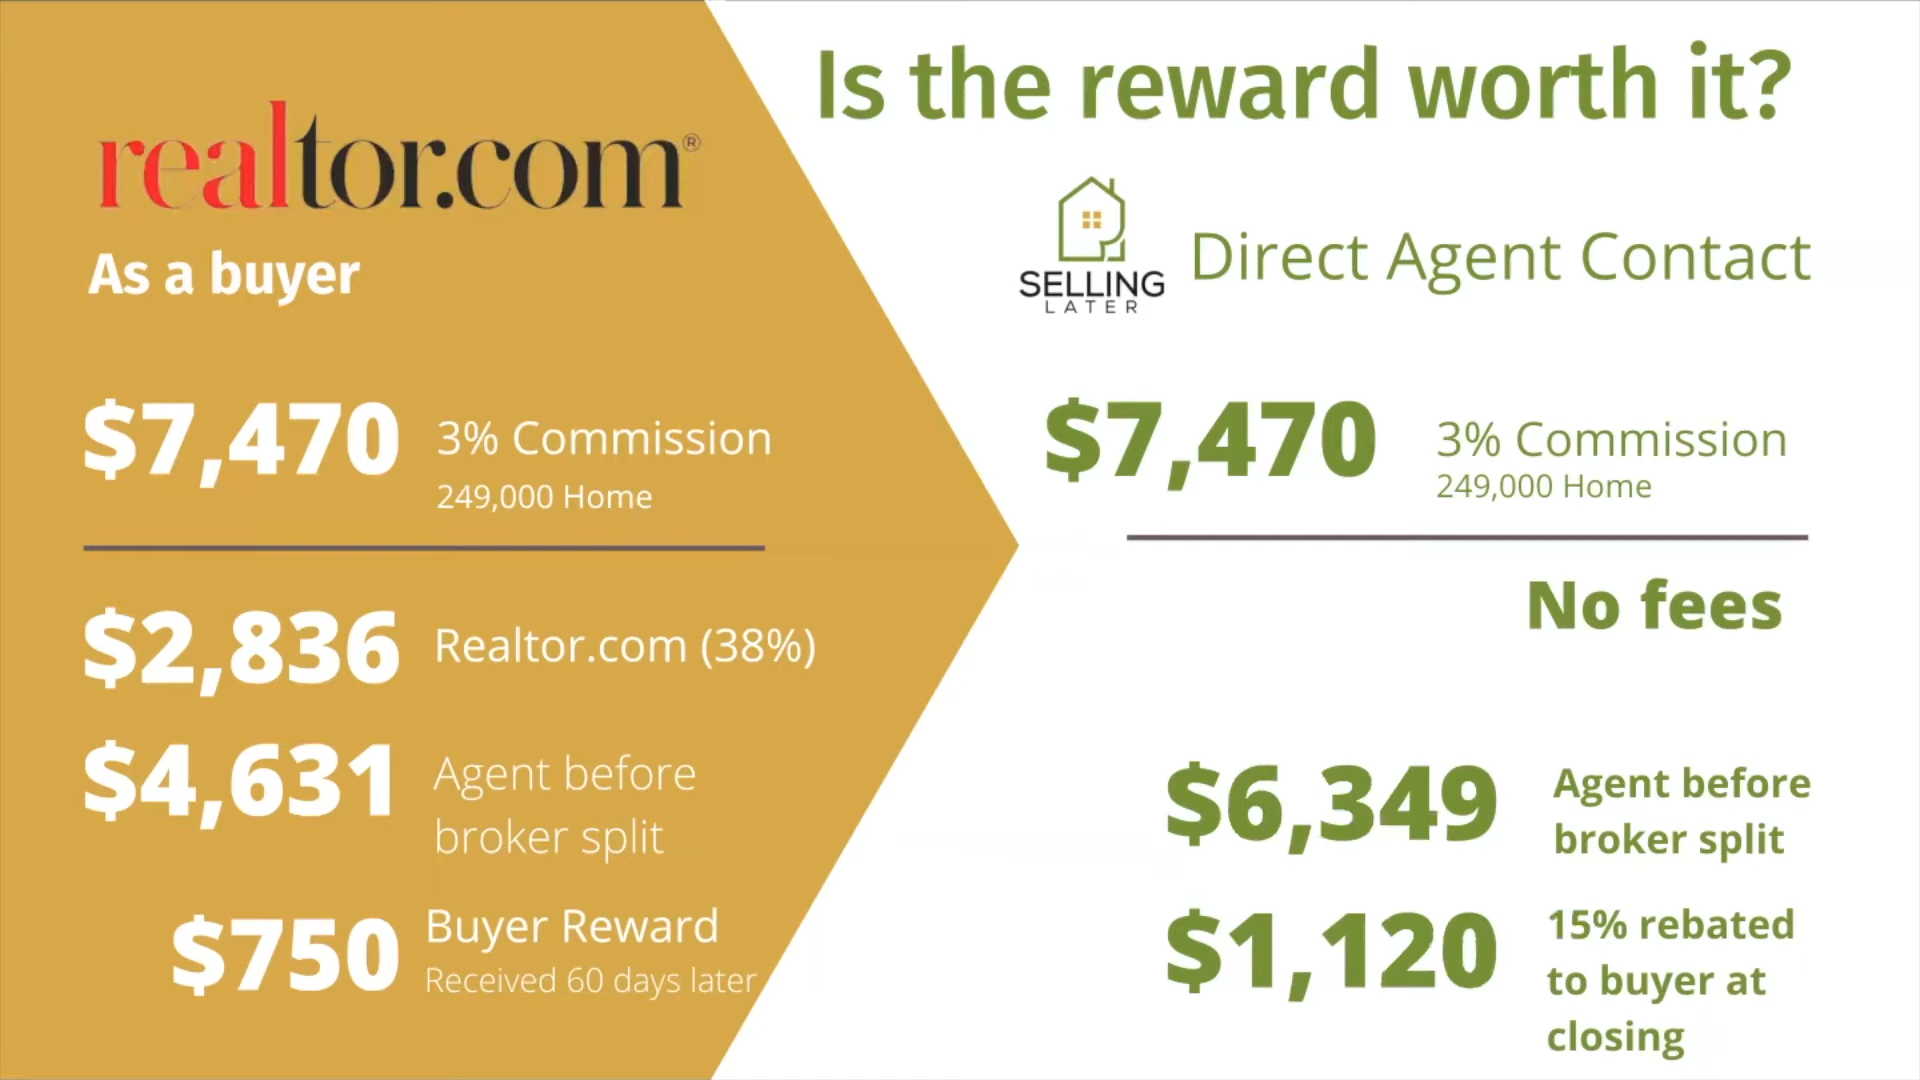 realtor.com®
As a buyer
$7,470 3% Commission
249,000 Home
$2,836 Realtor.com (38%)
$4,631 Agent before
broker split
$750 Buyer Reward
Received 60 days later
Is the reward worth it?
SELLING
LATER
Direct Agent Contact
$7,470 3% Commission
249,000 Home
No fees
$6,349 Agent before
broker split
$1,120 15% rebated
to buyer at
closing